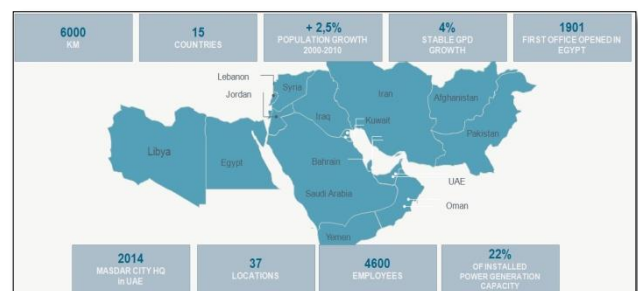 6000
KM
15
COUNTRIES
+ 2,5%
POPULATION GROWTH
2000-2010
4%
STABLE GPD
GROWTH
1901
FIRST OFFICE OPENED IN
EGYPT
Lebanon
Jordan
Syria
Iraq
Iran
Afghanistan
Kuwait
Pakistan
Libya
Egypt
Bahrain
UAE
Saudi Arabia
Oman
Yemen
2014
MASDAR CITY HQ
in UAE
37
LOCATIONS
4600
EMPLOYEES
22%
OF INSTALLED
POWER GENERATION
CAPACITY